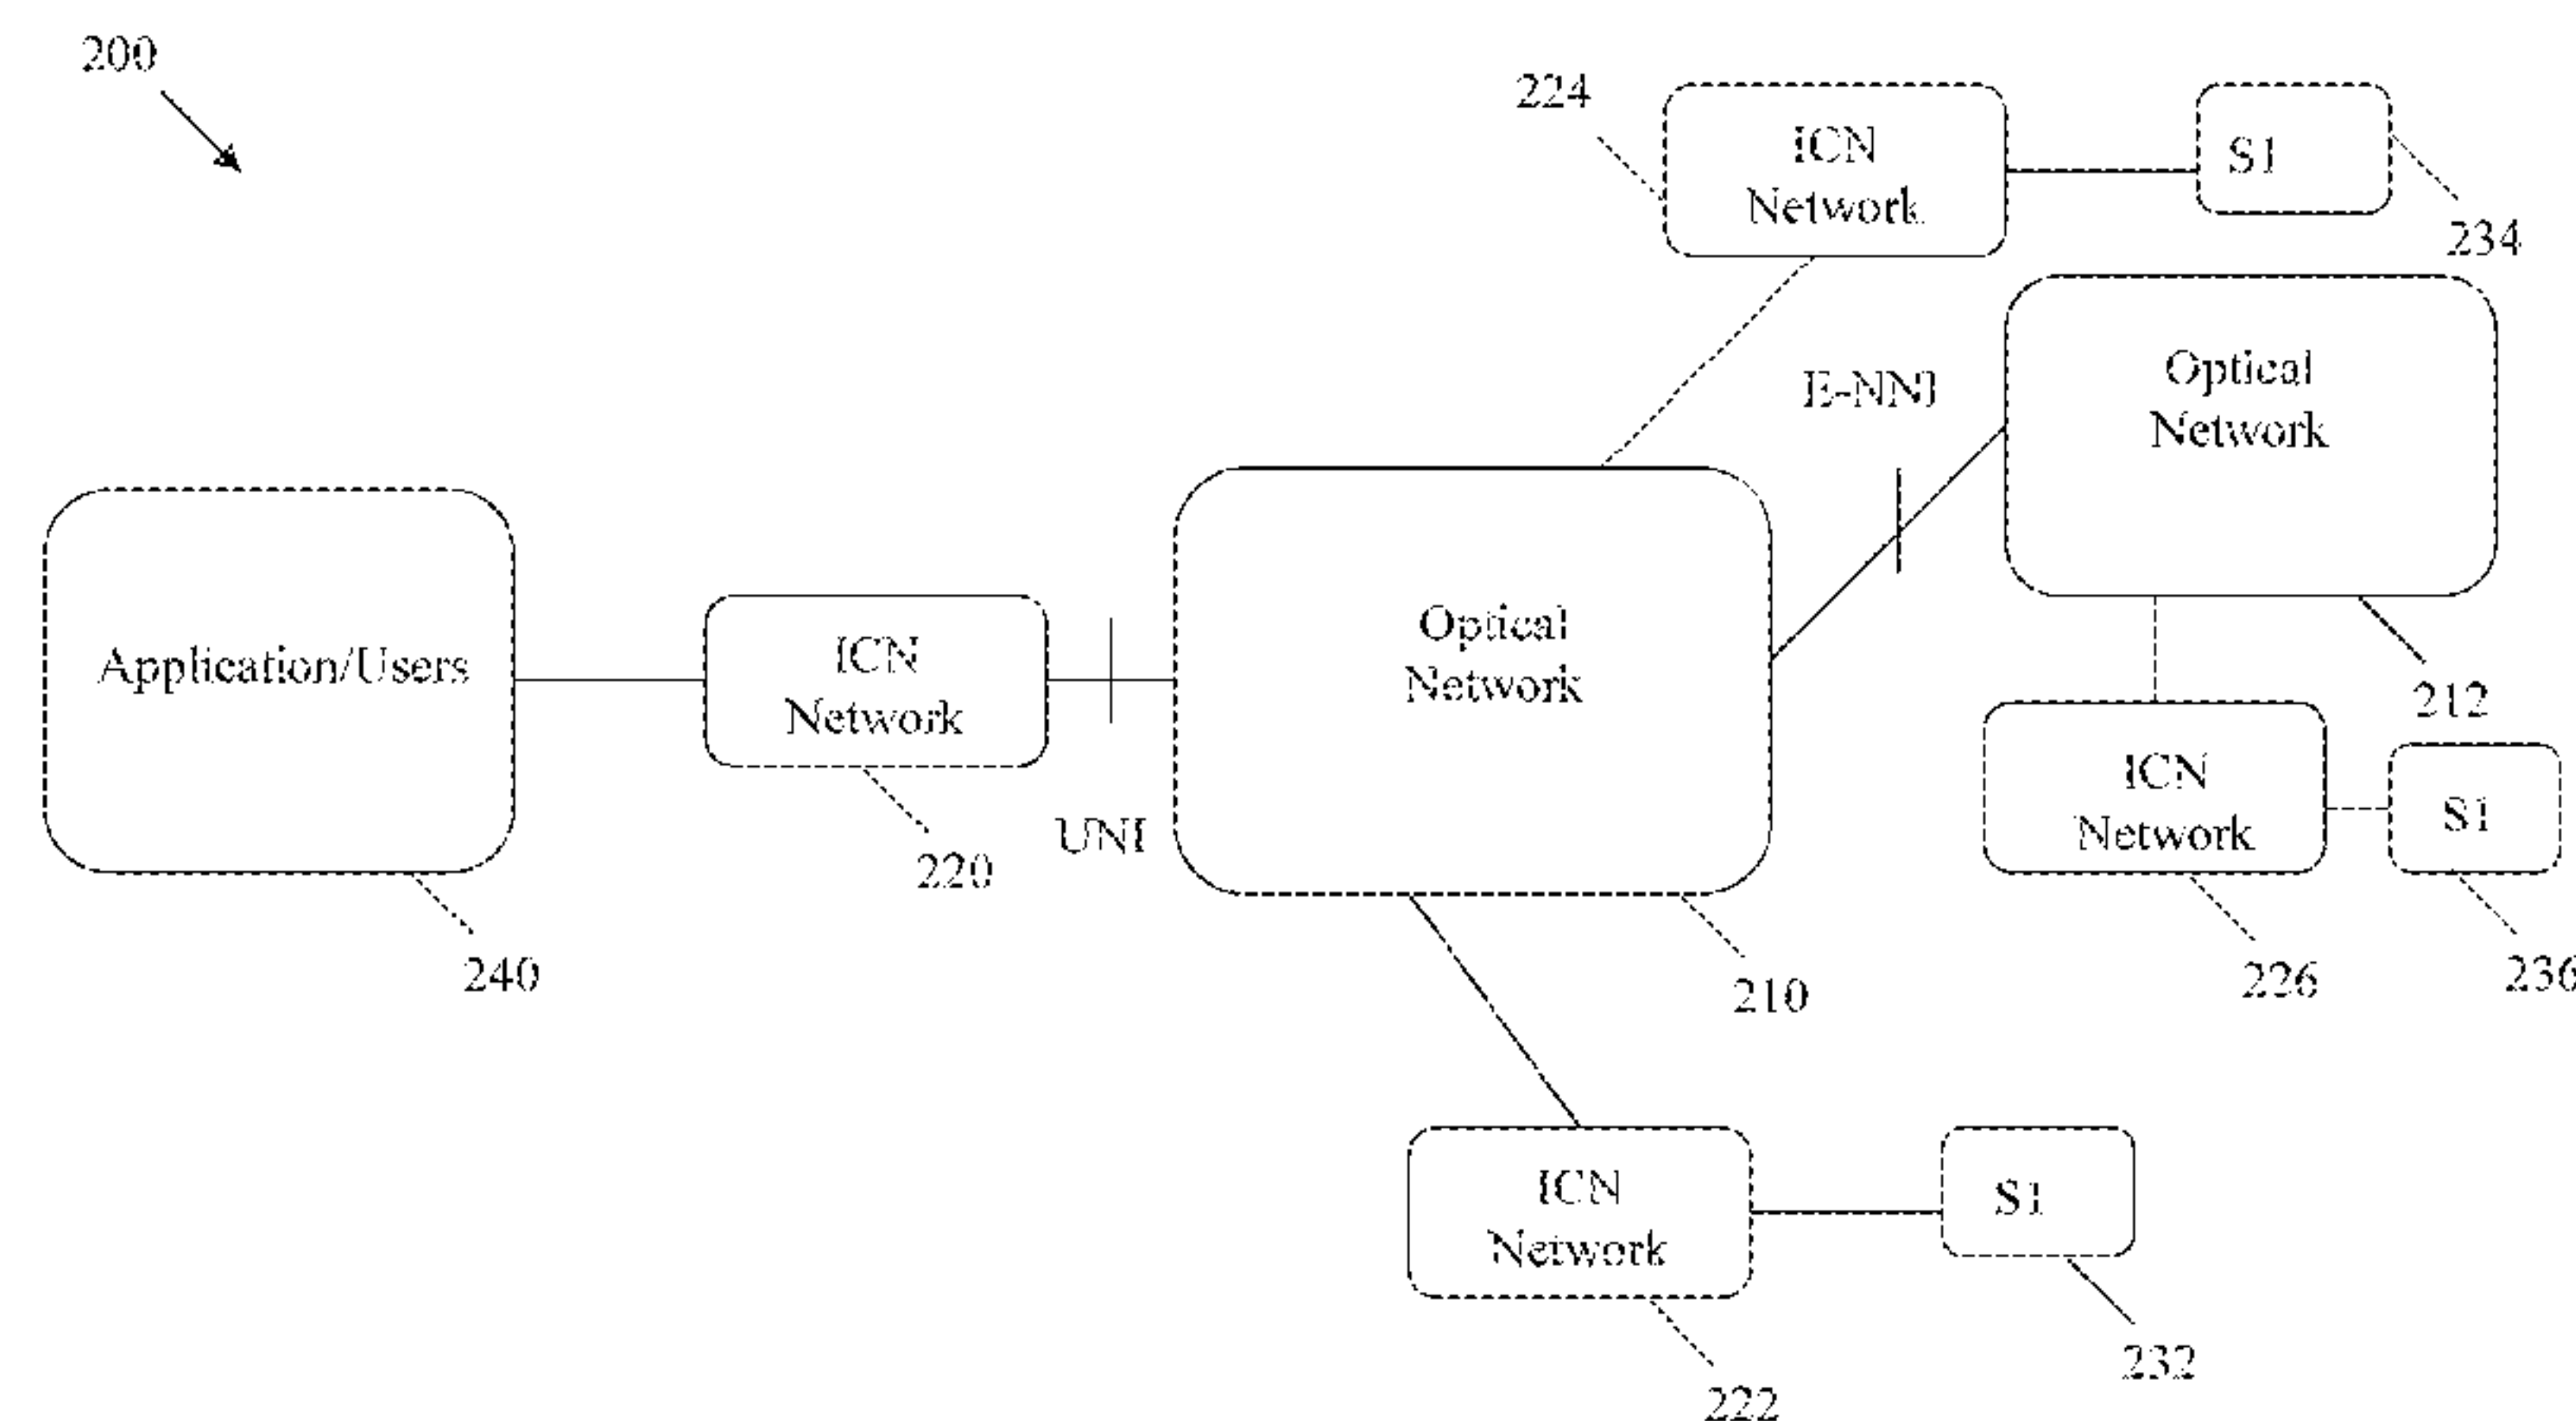 200
224
ICN
Network
S1
234
E-NNI
Optical
Network
212
Application/Users
240
ICN
Network
220
UNI
Optical
Network
210
ICN
Network
226
S1
236
ICN
Network
222
S1
232